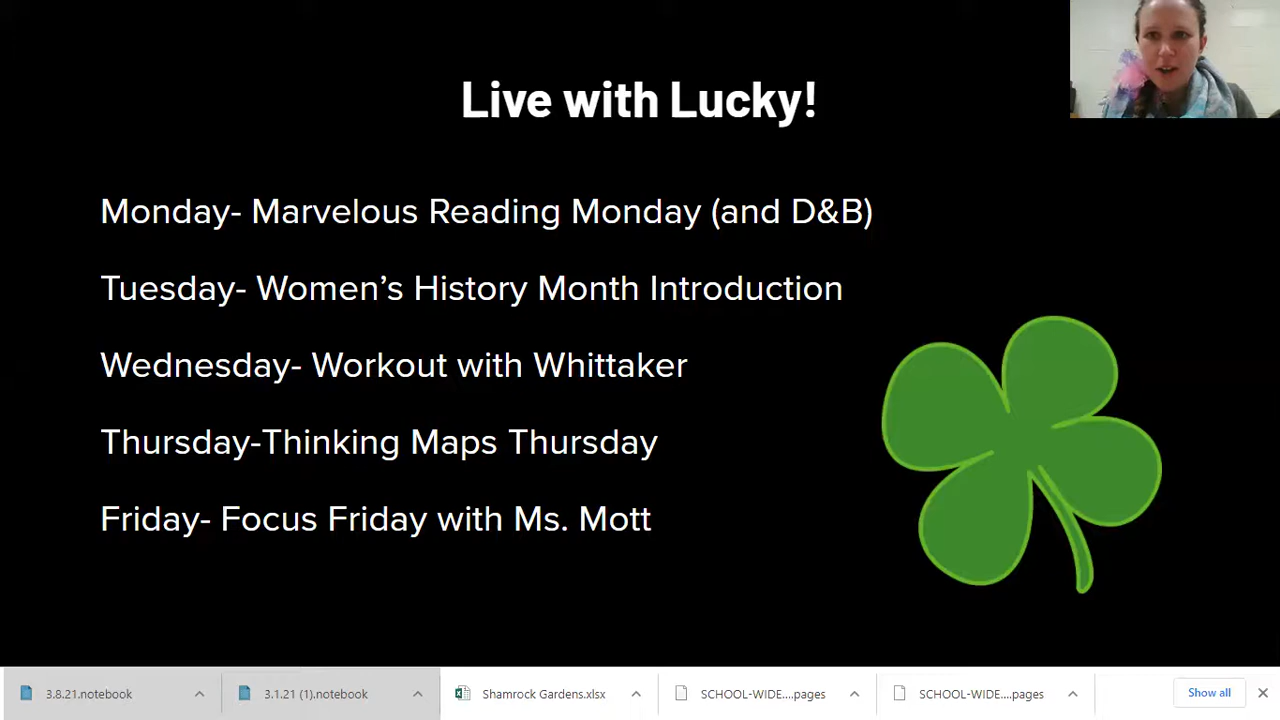 Live with Lucky!
Monday- Marvelous Reading Monday (and D&B)
Tuesday- Women’s History Month Introduction
Wednesday- Workout with Whittaker
Thursday-Thinking Maps Thursday
Friday- Focus Friday with Ms. Mott
3.8.21.notebook
3.1.21 (1).notebook
Shamrock Gardens.xlsx
SCHOOL-WIDE....pages
SCHOOL-WIDE....pages
Show all